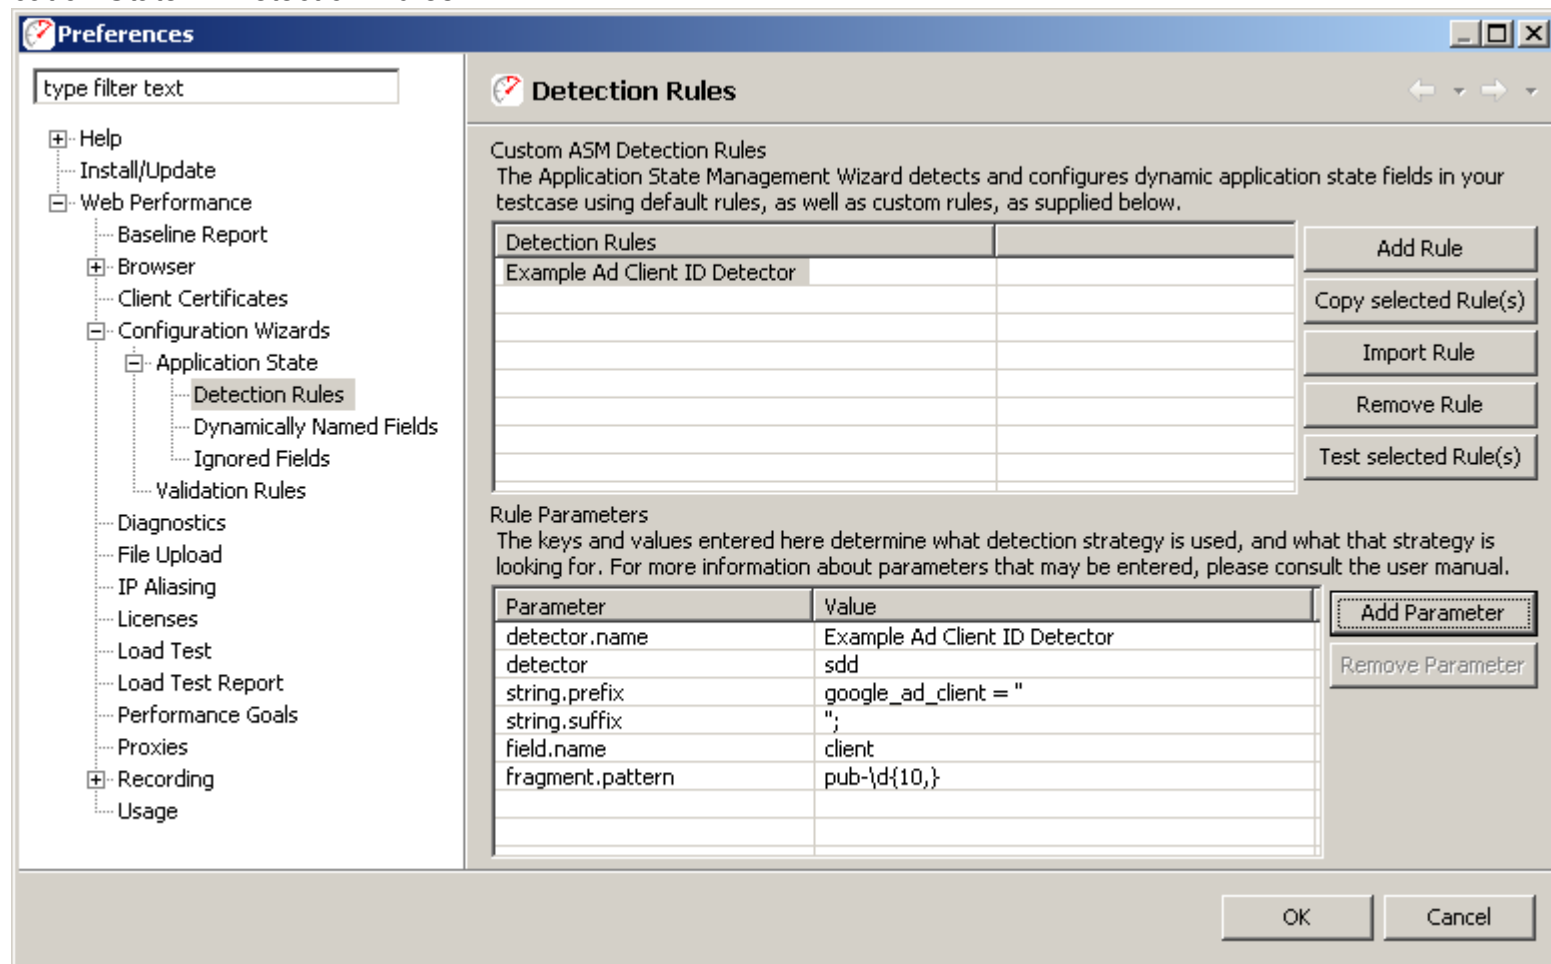 Preferences
type filter text
Help
Install/Update
Web Performance
Baseline Report
Browser
Client Certificates
Configuration Wizards
Application State
Detection Rules
Dynamically Named Fields
Ignored Fields
Validation Rules
Diagnostics
File Upload
IP Aliasing
Licenses
Load Test
Load Test Report
Performance Goals
Proxies
Recording
Usage
Detection Rules
Custom ASM Detection Rules
The Application State Management Wizard detects and configures dynamic application state fields in your
testcase using default rules, as well as custom rules, as supplied below.
Detection Rules
Example Ad Client ID Detector
Add Rule
Copy selected Rule(s)
Import Rule
Remove Rule
Test selected Rule(s)
Rule Parameters
The keys and values entered here determine what detection strategy is used, and what that strategy is
looking for. For more information about parameters that may be entered, please consult the user manual.
Parameter Value
detector.name Example Ad Client ID Detector
detector sdd
string.prefix google_ad_client = "
string.suffix ";
field.name client
fragment.pattern pub-\d{10,}
Add Parameter
Remove Parameter
OK Cancel